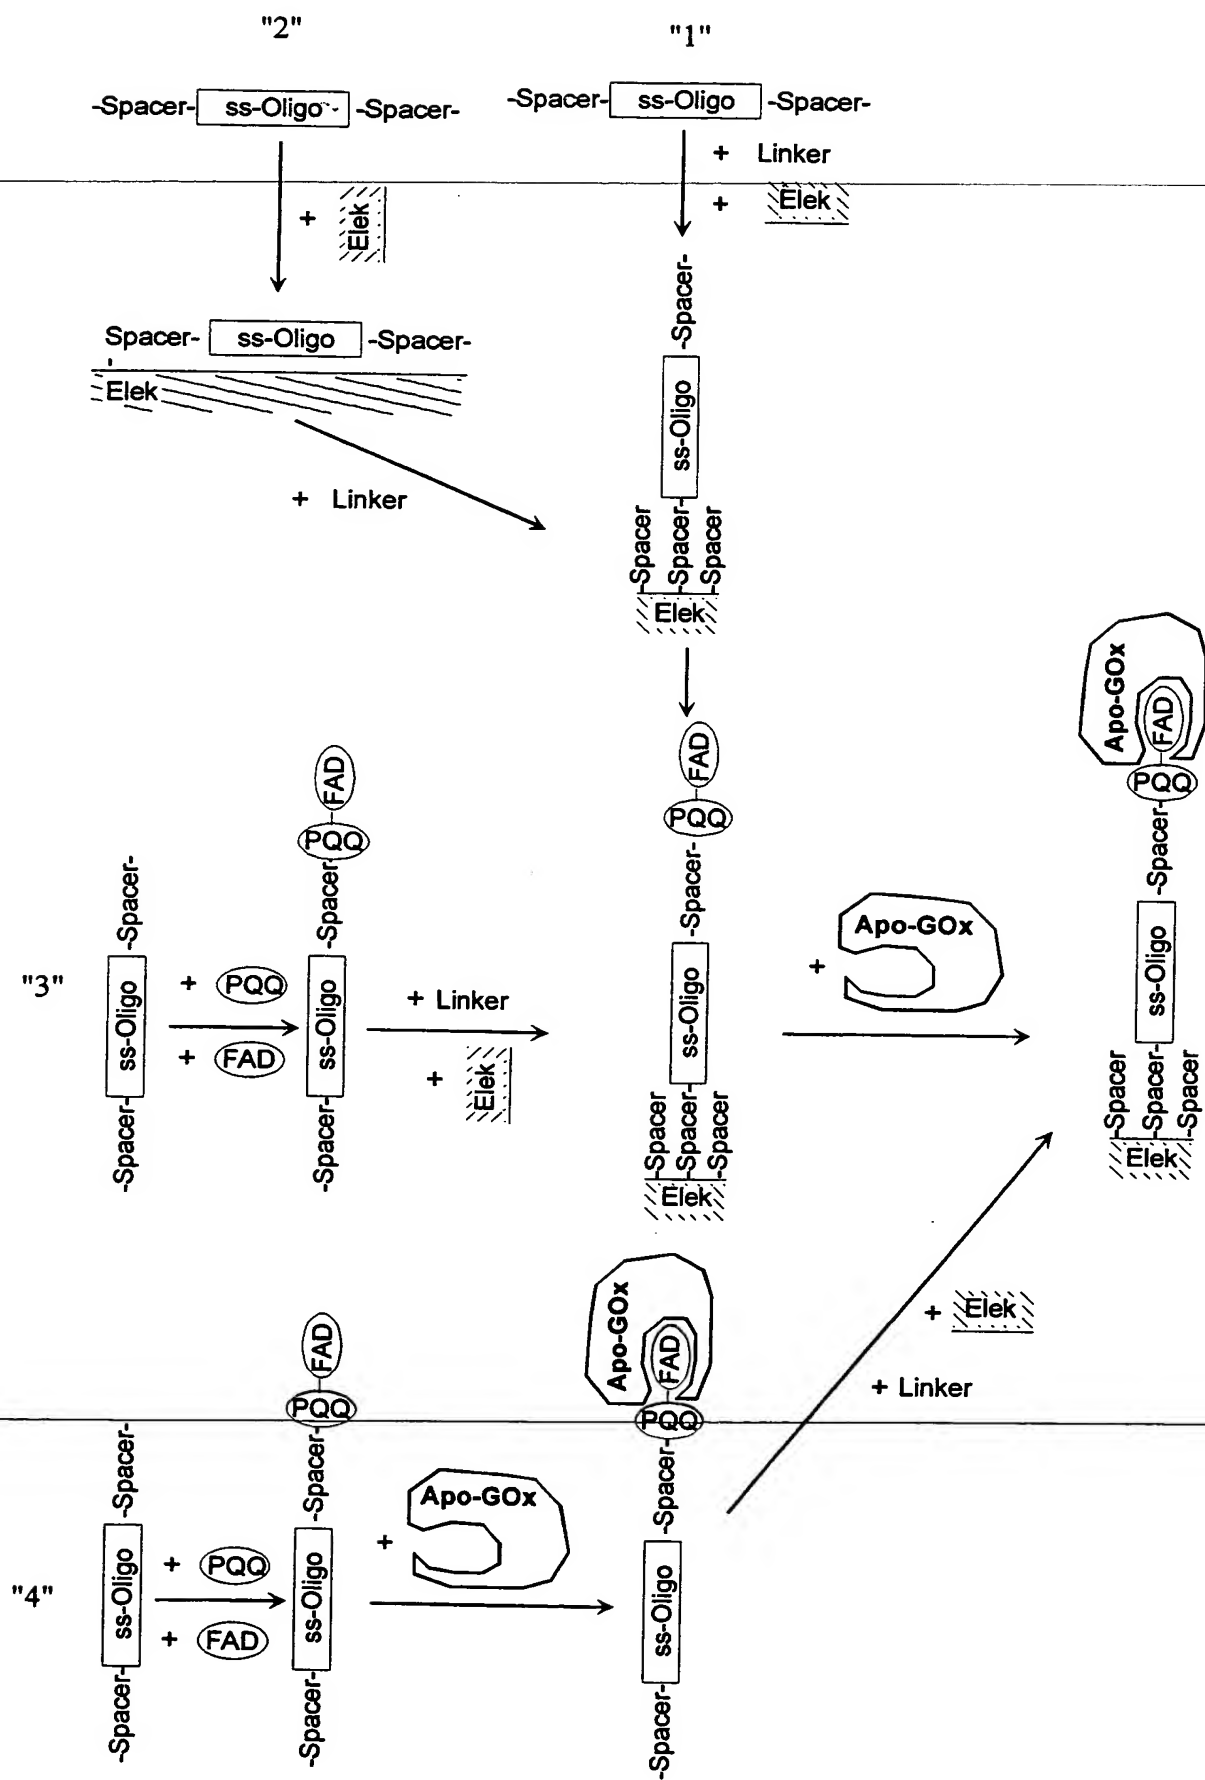 "2"
"1"
-Spacer- ss-Oligo -Spacer-
-Spacer- ss-Oligo -Spacer-
+ Linker
+ Elek
+ Elek
Spacer- ss-Oligo -Spacer-
Elek
+ Linker
-Spacer-
ss-Oligo
-Spacer -Spacer- -Spacer
Elek
FAD
PQQ
-Spacer-
ss-Oligo
-Spacer -Spacer- -Spacer
Elek
"3"
-Spacer-
ss-Oligo
-Spacer-
+ PQQ
+ FAD
FAD
PQQ
-Spacer-
ss-Oligo
-Spacer-
+ Linker
+ Elek
+ Apo-GOx
Apo-GOx
FAD
PQQ
-Spacer-
ss-Oligo
-Spacer -Spacer- -Spacer
Elek
"4"
-Spacer-
ss-Oligo
-Spacer-
+ PQQ
+ FAD
FAD
PQQ
-Spacer-
ss-Oligo
-Spacer-
+ Apo-GOx
Apo-GOx
FAD
PQQ
-Spacer-
ss-Oligo
-Spacer-
+ Elek
+ Linker